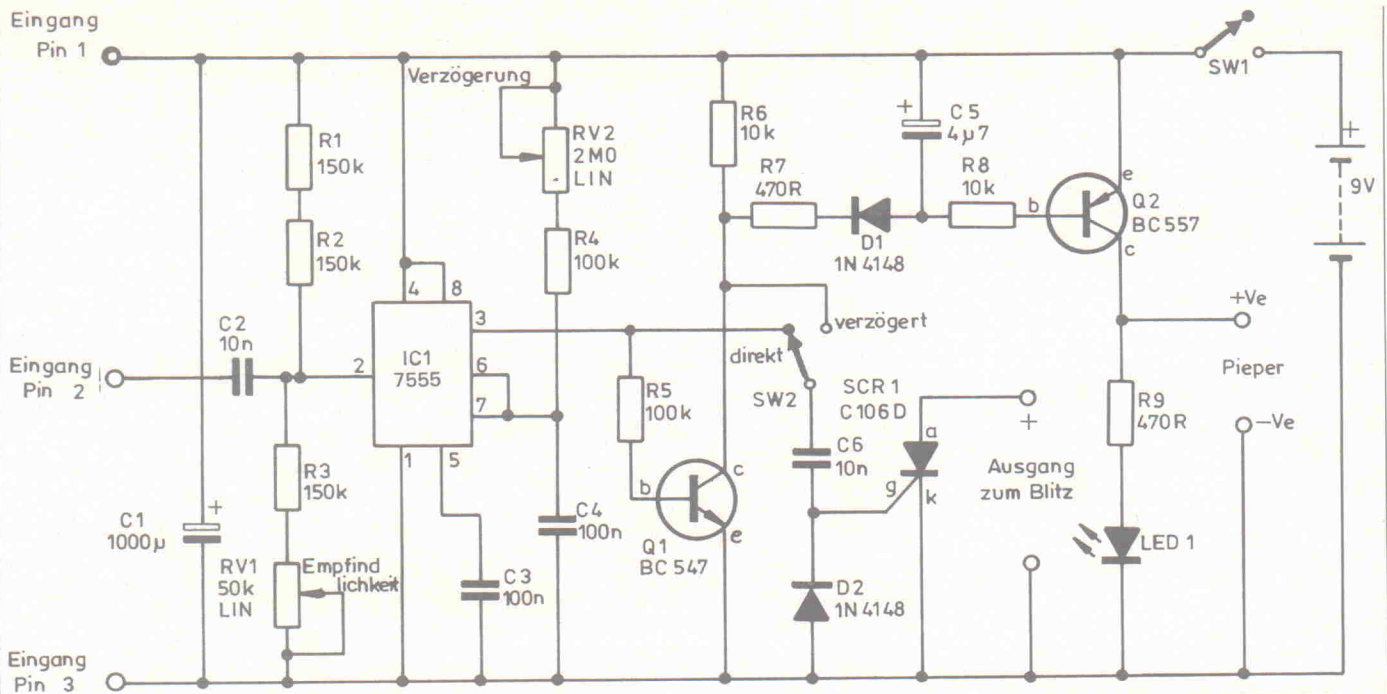 Eingang
Pin 1
Verzögerung
SW1
R1
150k
RV2
2M0
LIN
R6
10k
C5
4µ7
+
+
9V
R7
470R
R8
10k
b
e
Q2
BC557
c
R2
150k
R4
100k
D1
1N4148
4
8
C2
10n
3
verzögert
+Ve
Eingang
Pin 2
2
IC1
7555
6
7
direkt
SW2
SCR1
C106D
Pieper
R5
100k
a
+
R9
470R
–Ve
1
5
R3
150k
C6
10n
g
k
Ausgang
zum Blitz
b
c
C1
1000µ
+
C4
100n
Q1
BC547
e
LED 1
RV1
50k
LIN
Empfind
lichkeit
C3
100n
D2
1N4148
Eingang
Pin 3